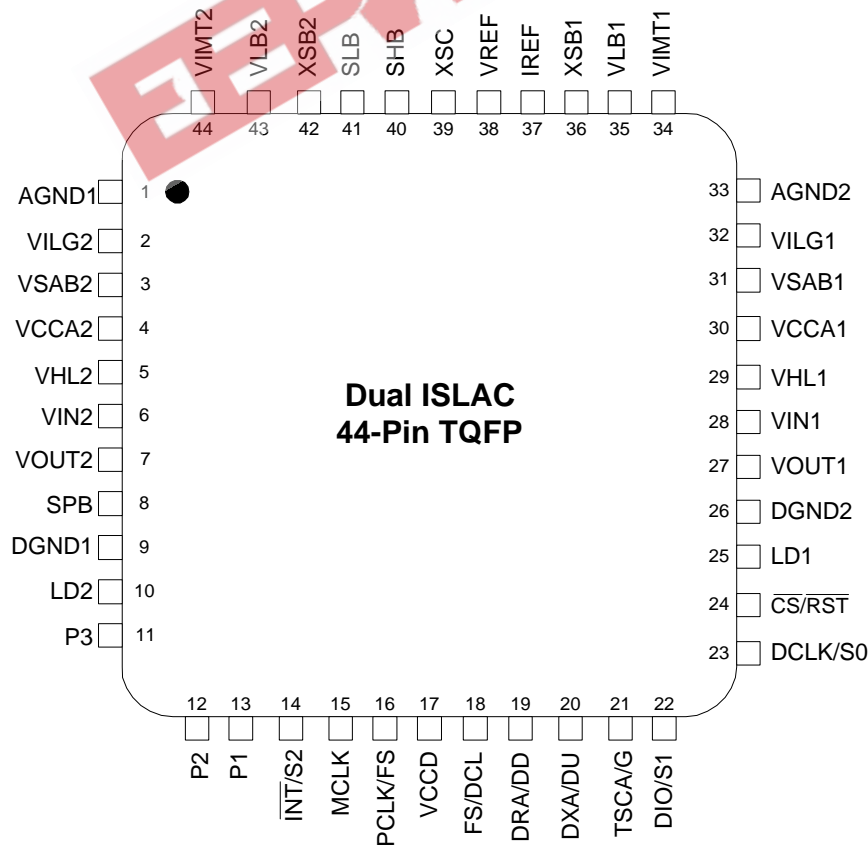 VIMT2
VLB2
XSB2
SLB
SHB
XSC
VREF
IREF
XSB1
VLB1
VIMT1
44
43
42
41
40
39
38
37
36
35
34
AGND1 1
VILG2 2
VSAB2 3
VCCA2 4
VHL2 5
VIN2 6
VOUT2 7
SPB 8
DGND1 9
LD2 10
P3 11
Dual ISLAC
44-Pin TQFP
33 AGND2
32 VILG1
31 VSAB1
30 VCCA1
29 VHL1
28 VIN1
27 VOUT1
26 DGND2
25 LD1
24 CS/RST
23 DCLK/S0
12
13
14
15
16
17
18
19
20
21
22
P2
P1
INT/S2
MCLK
PCLK/FS
VCCD
FS/DCL
DRA/DD
DXA/DU
TSCA/G
DIO/S1